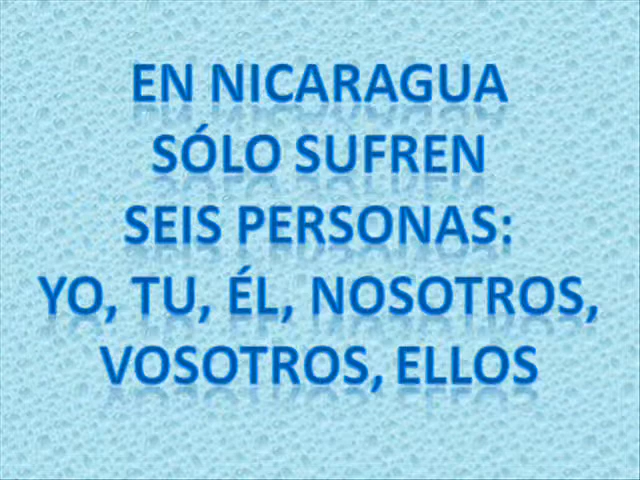 EN NICARAGUA
SÓLO SUFREN
SEIS PERSONAS:
YO, TU, ÉL, NOSOTROS,
VOSOTROS, ELLOS